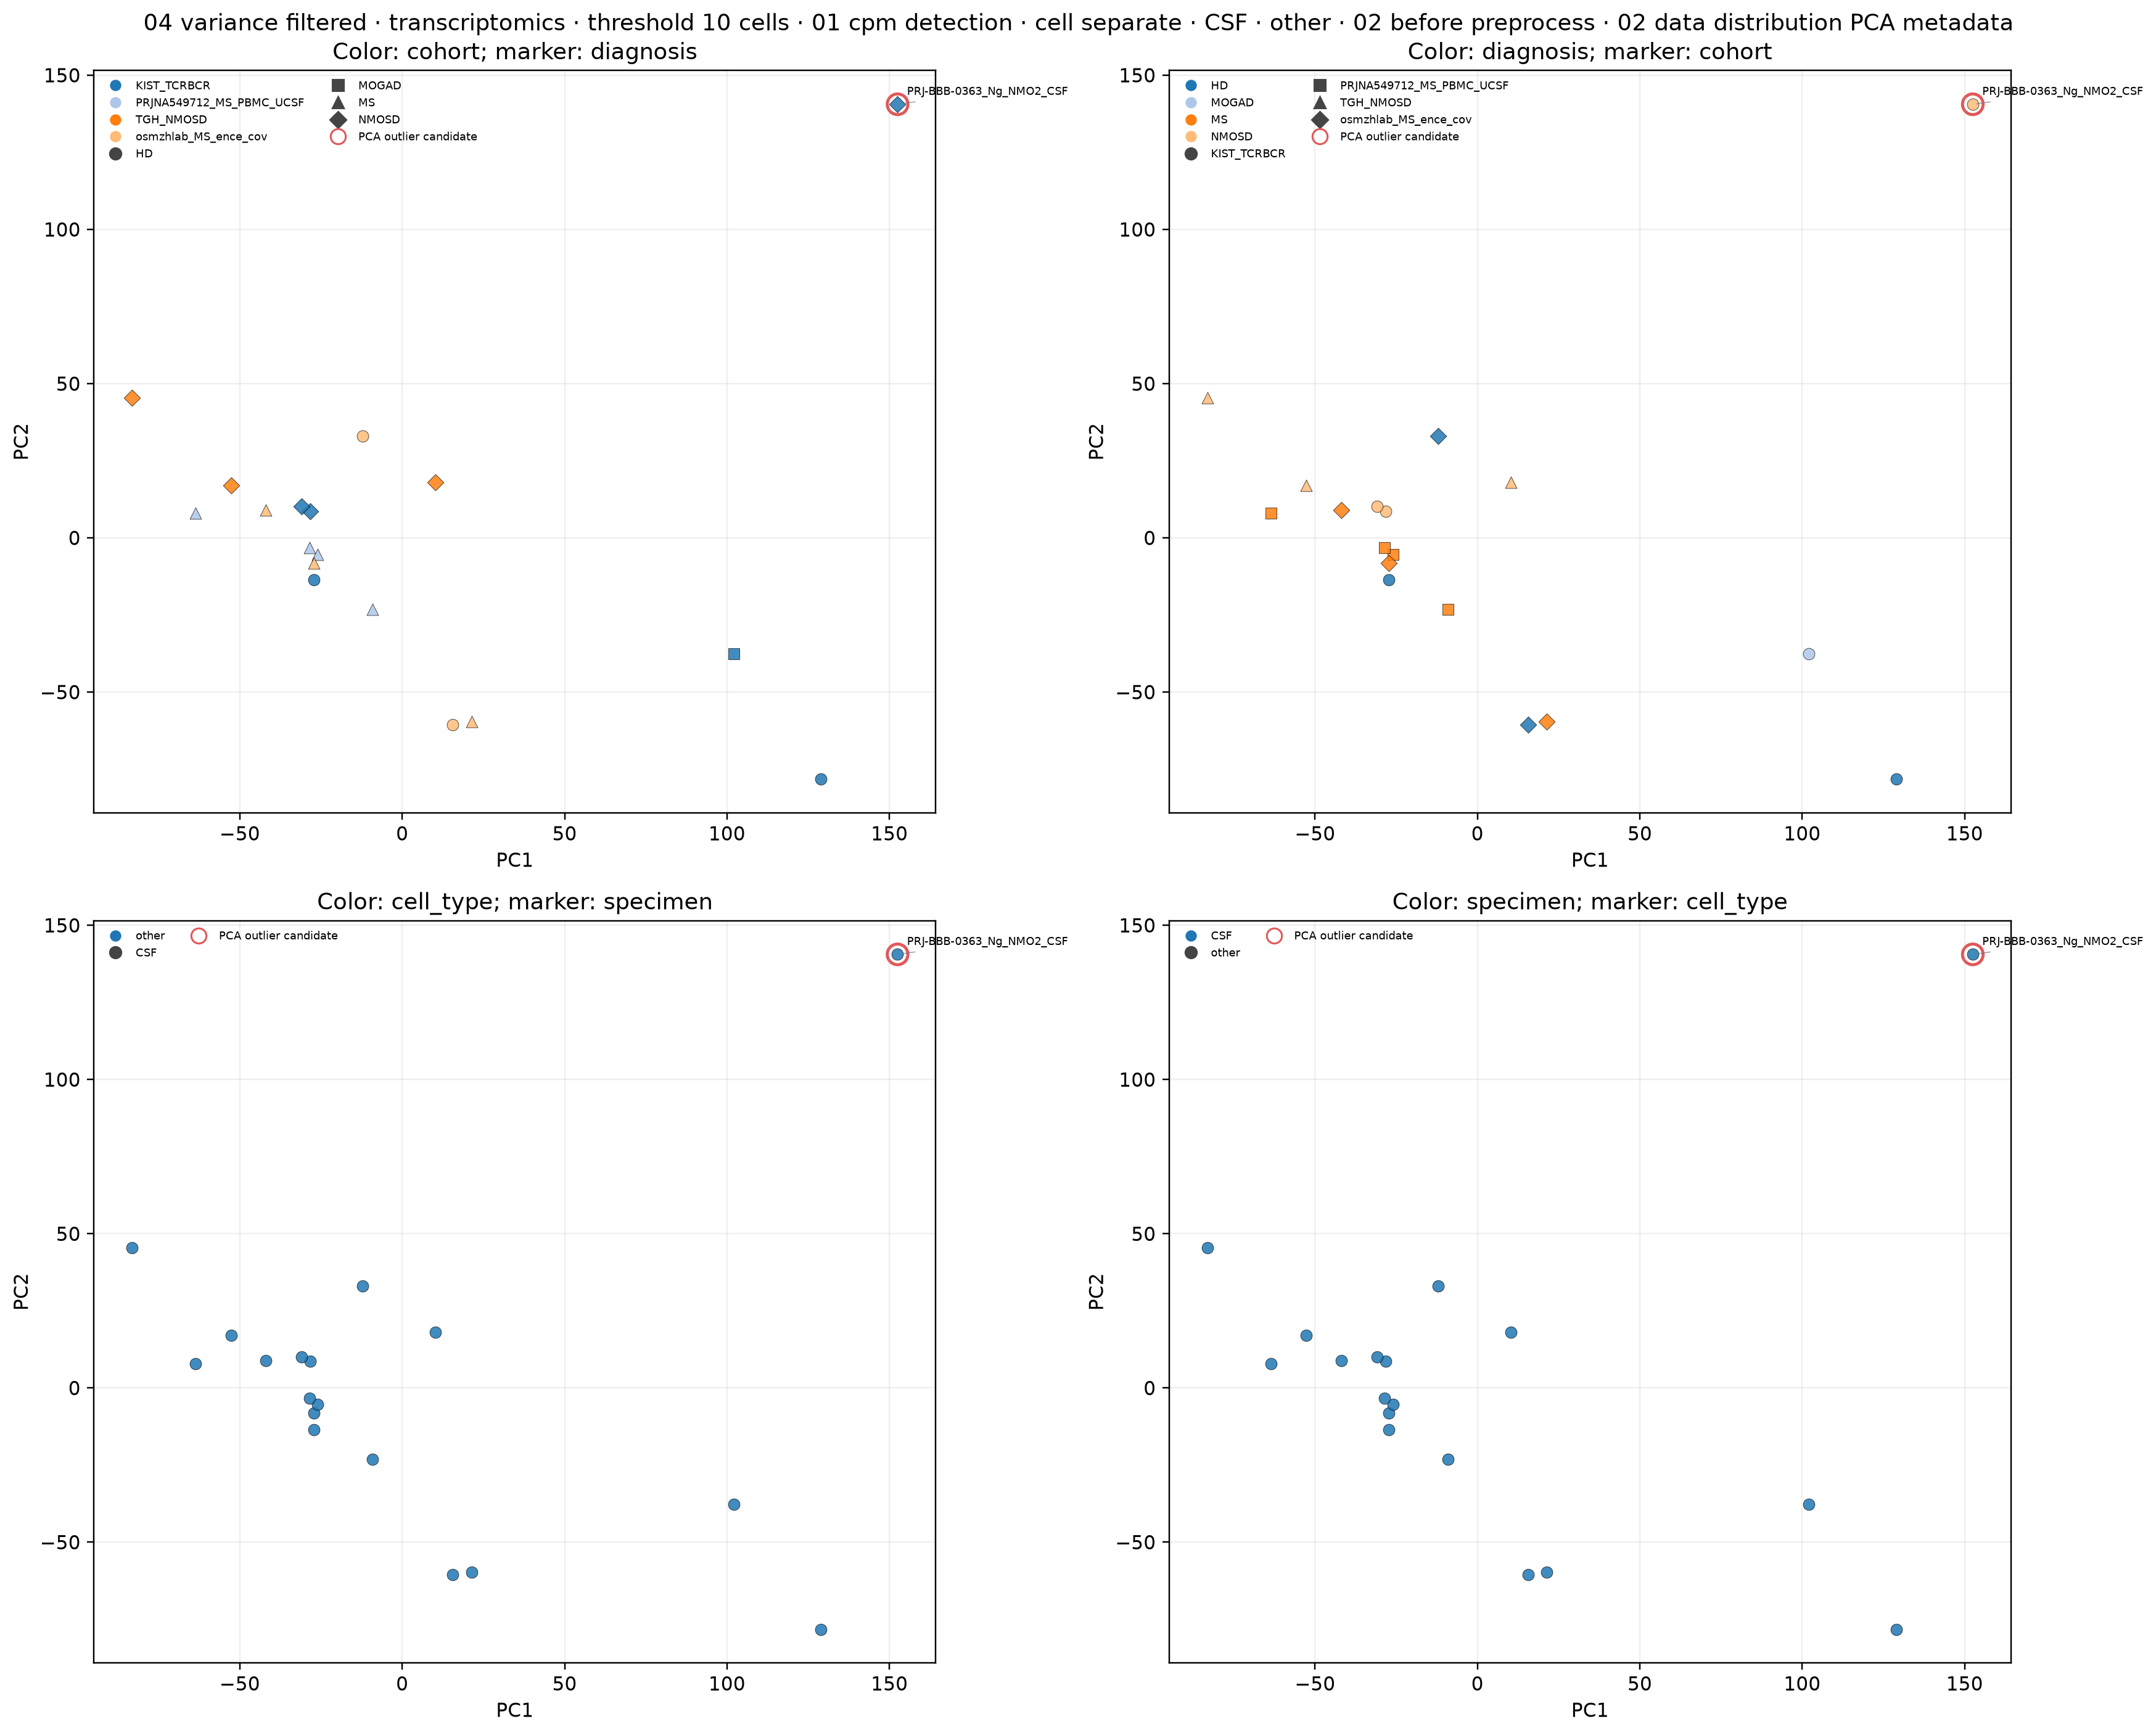 04 variance filtered · transcriptomics · threshold 10 cells · 01 cpm detection · cell separate · CSF · other · 02 before preprocess · 02 data distribution PCA metadata
Color: cohort; marker: diagnosis
KIST_TCRBCR
PRJNA549712_MS_PBMC_UCSF
TGH_NMOSD
osmzhlab_MS_ence_cov
HD
MOGAD
MS
NMOSD
PCA outlier candidate
PRJ-BBB-0363_Ng_NMO2_CSF
150
100
50
0
−50
PC2
−50 0 50 100 150
PC1
Color: diagnosis; marker: cohort
HD
MOGAD
MS
NMOSD
KIST_TCRBCR
PRJNA549712_MS_PBMC_UCSF
TGH_NMOSD
osmzhlab_MS_ence_cov
PCA outlier candidate
PRJ-BBB-0363_Ng_NMO2_CSF
150
100
50
0
−50
PC2
−50 0 50 100 150
PC1
Color: cell_type; marker: specimen
other
CSF
PCA outlier candidate
PRJ-BBB-0363_Ng_NMO2_CSF
150
100
50
0
−50
PC2
−50 0 50 100 150
PC1
Color: specimen; marker: cell_type
CSF
other
PCA outlier candidate
PRJ-BBB-0363_Ng_NMO2_CSF
150
100
50
0
−50
PC2
−50 0 50 100 150
PC1